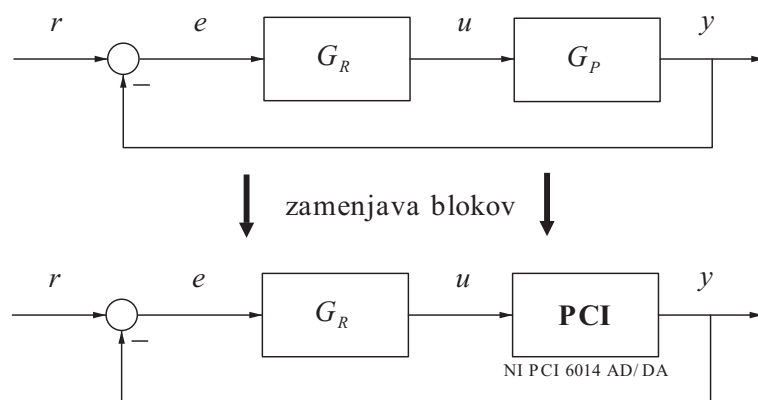 r e u y
G_R G_P
−
zamenjava blokov
r e u y
G_R PCI
−
NI PCI 6014 AD/DA